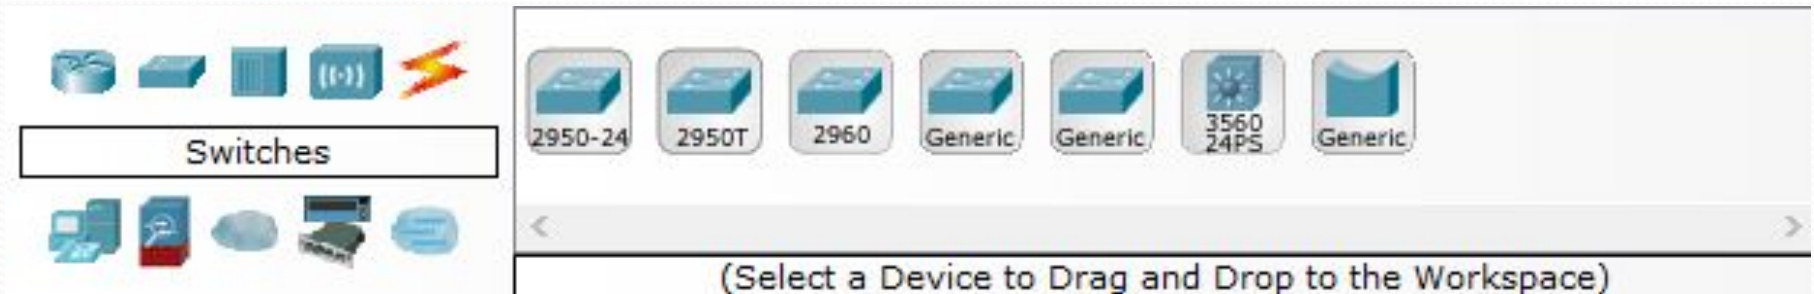 Switches
2950-24
2950T
2960
Generic
Generic
3560
24PS
Generic
(Select a Device to Drag and Drop to the Workspace)